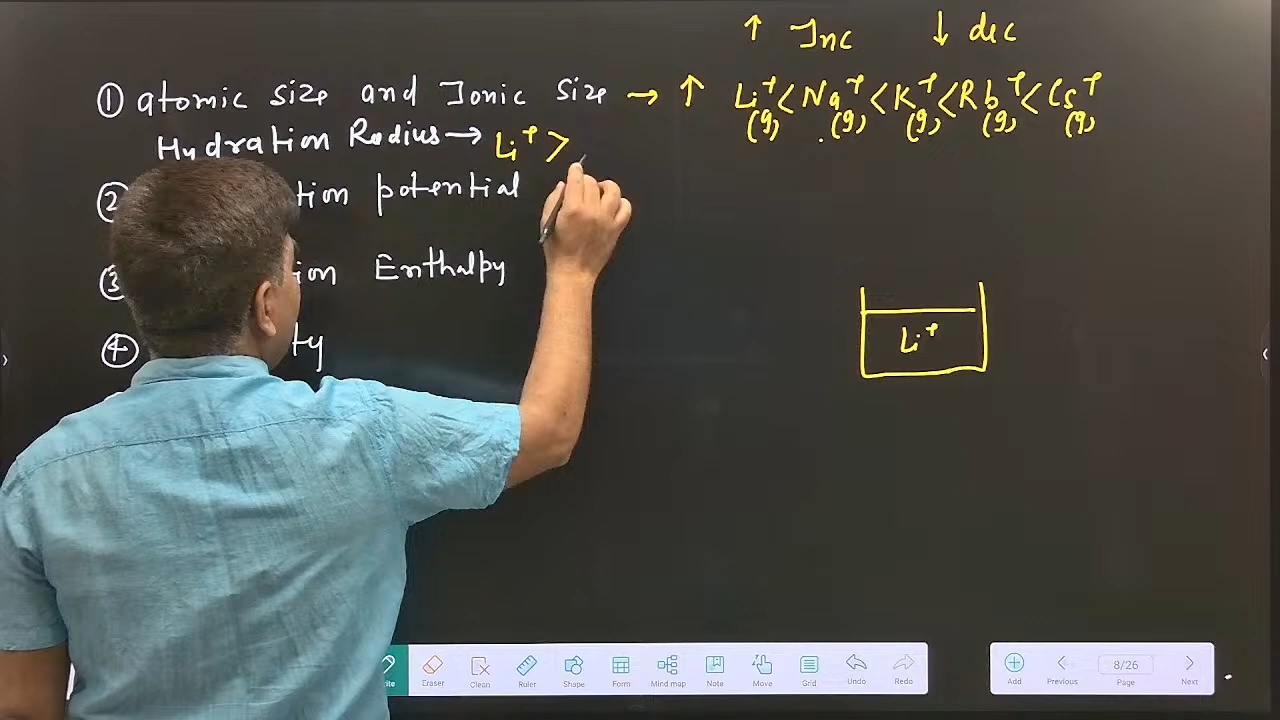 ↑ Inc ↓ dec
① atomic size and Ionic Size → ↑ Li⁺(g) < Na⁺(g) < K⁺(g) < Rb⁺(g) < Cs⁺(g)
Hydration Radius → Li⁺ >
② tion potential
③ ion Enthalpy
④ ty
Li⁺
Eraser Clean Ruler Shape Form Mind map Note Move Grid Undo Redo
Add Previous 8/26 Page Next